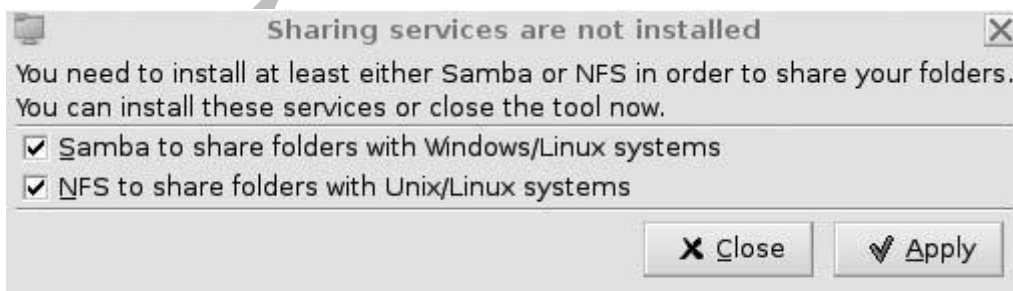 Sharing services are not installed
You need to install at least either Samba or NFS in order to share your folders.
You can install these services or close the tool now.
Samba to share folders with Windows/Linux systems
NFS to share folders with Unix/Linux systems
Close
Apply